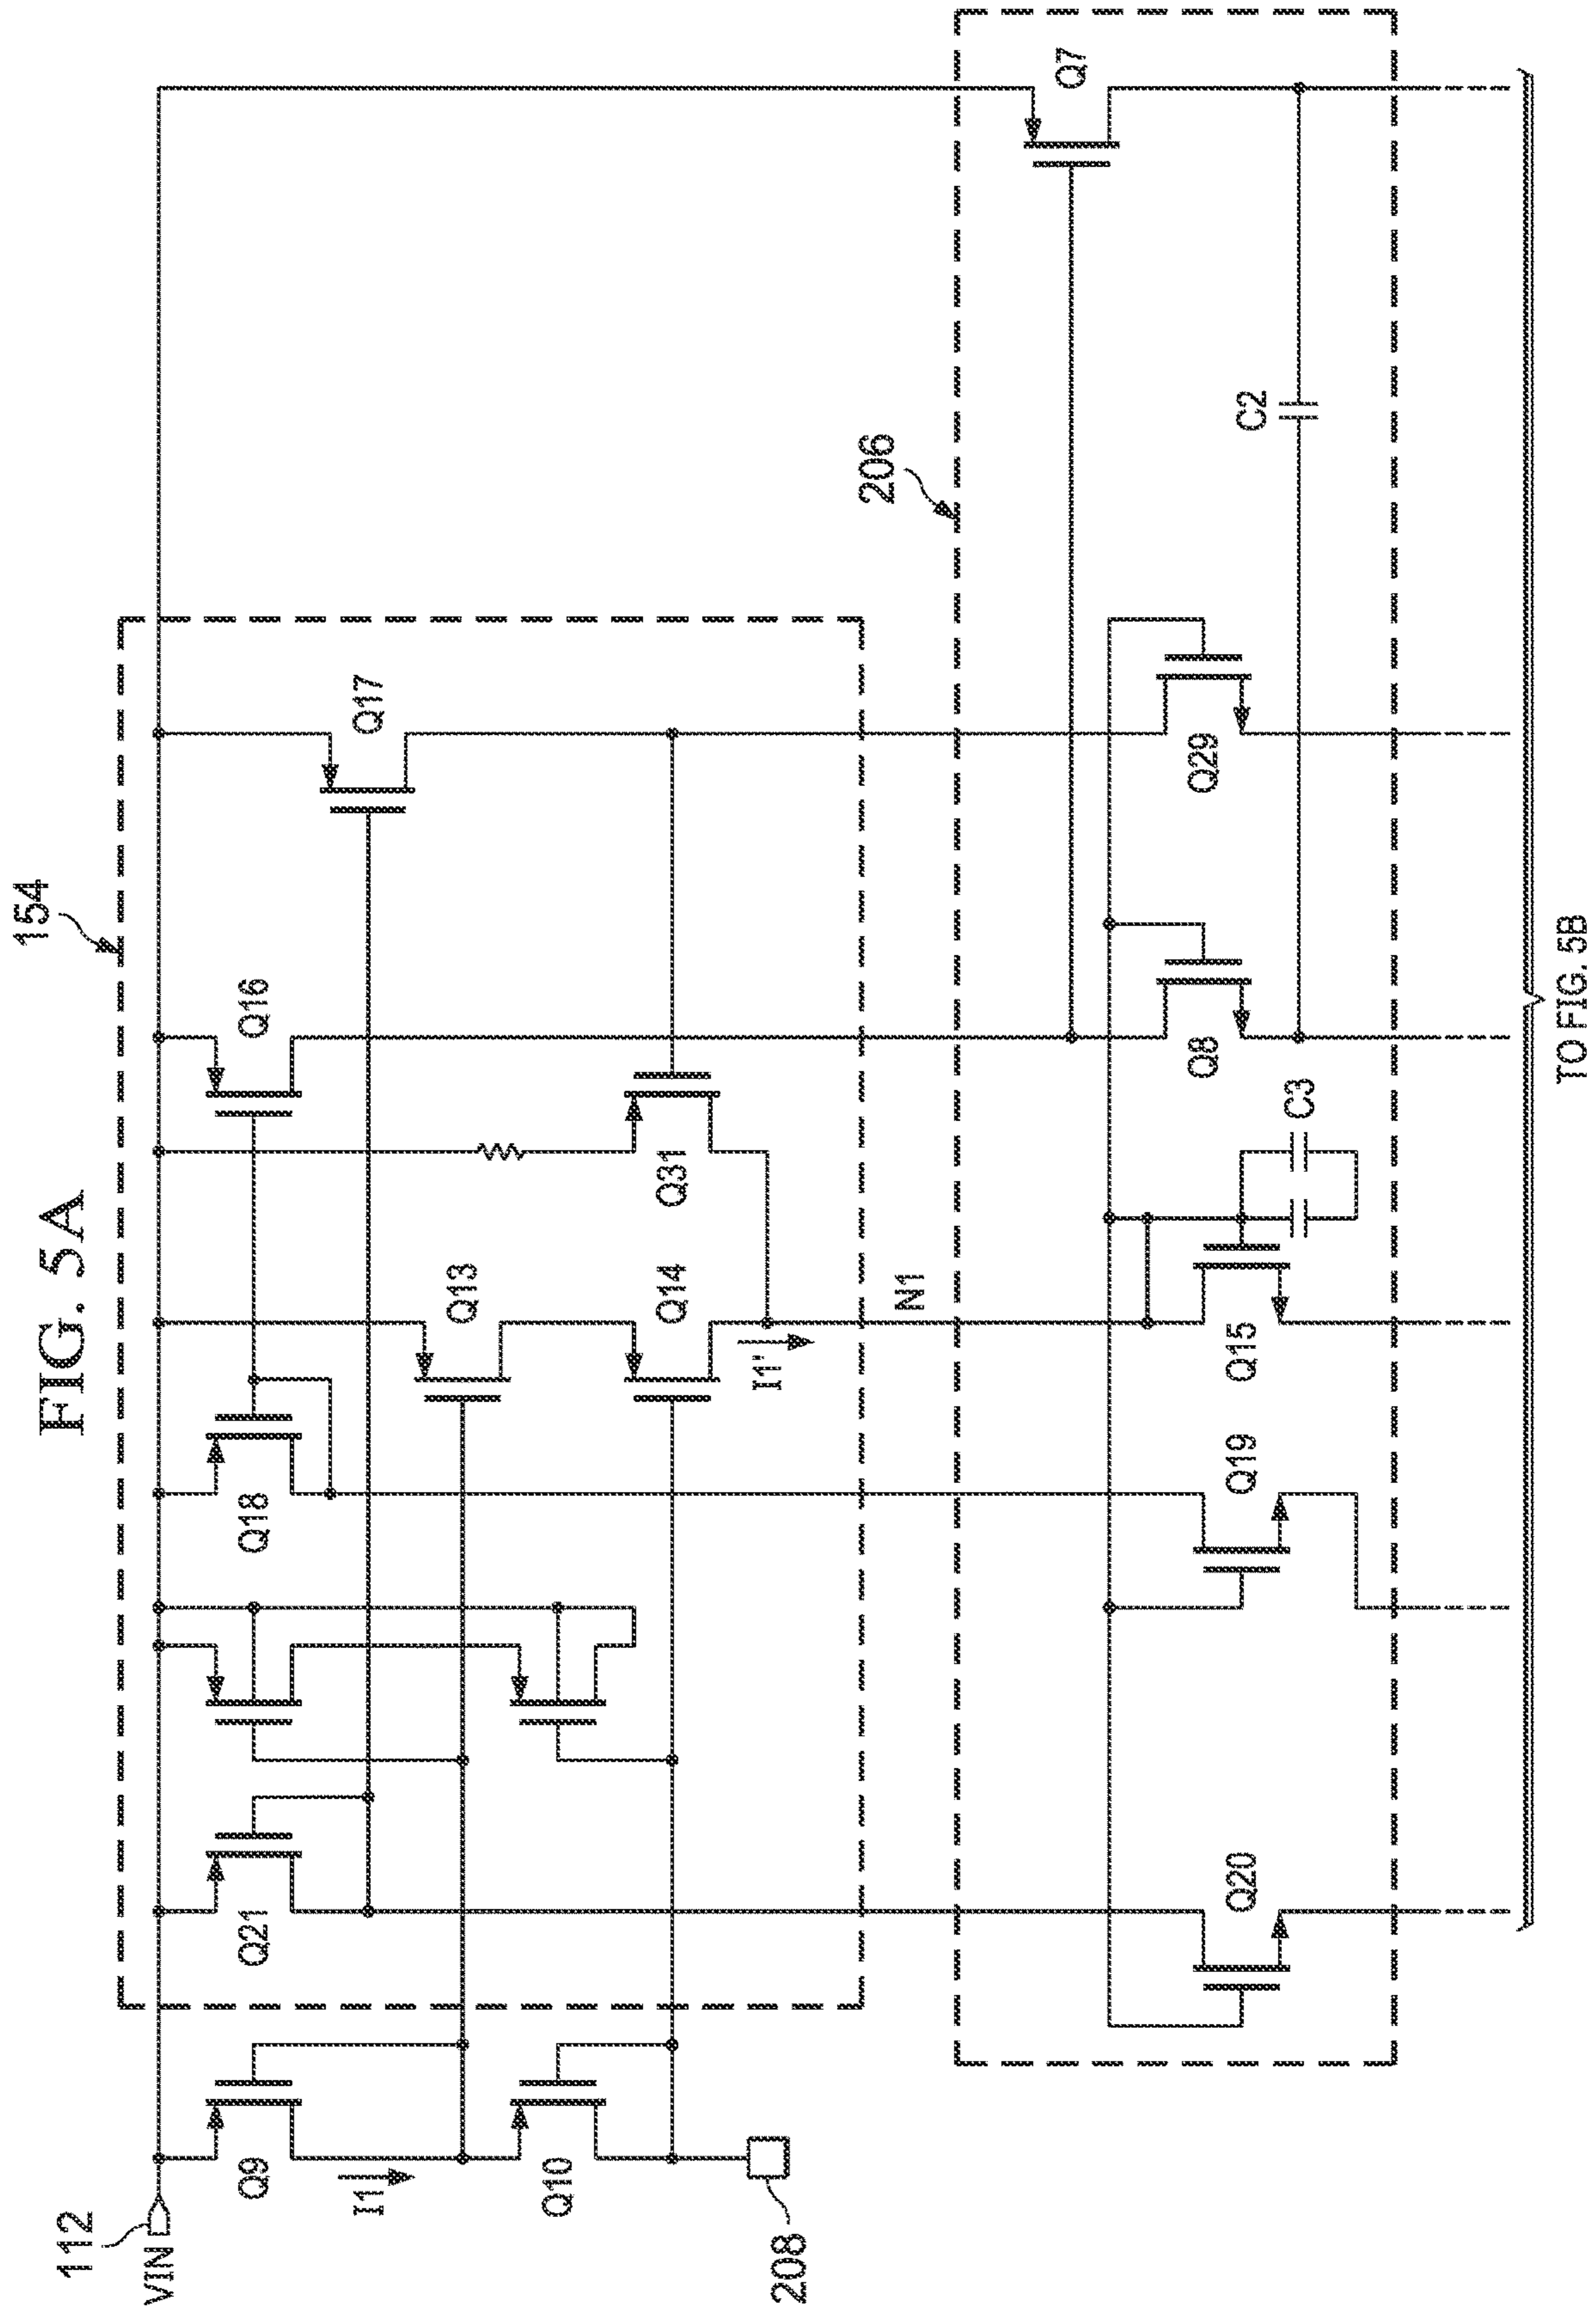 FIG. 5A
112
VIN
154
Q9
I1
Q10
208
Q21
Q18
Q13
Q14
I1'
N1
Q16
Q31
Q17
206
Q20
Q19
Q15
C3
Q8
Q29
C2
Q7
TO FIG. 5B